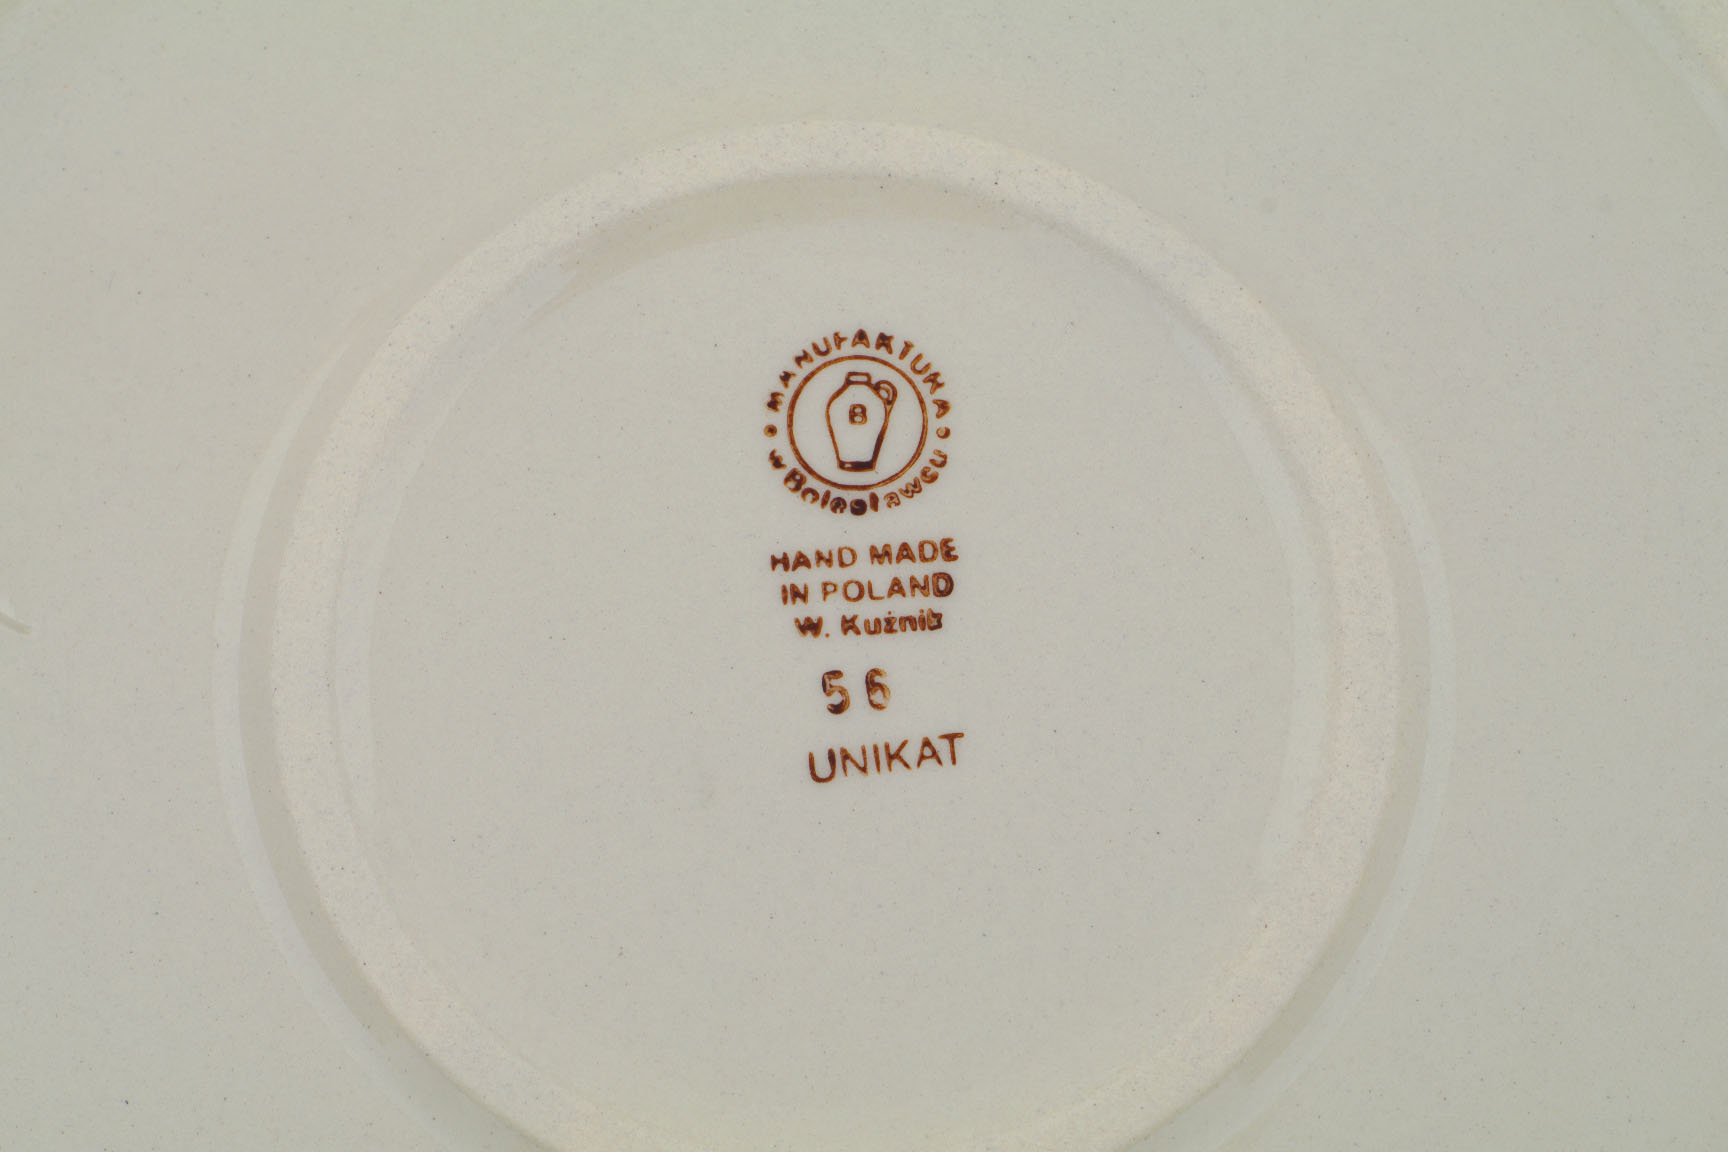 MANUFAKTURA
w Bolesławcu
B
HAND MADE
IN POLAND
W. Kuźnik
56
UNIKAT